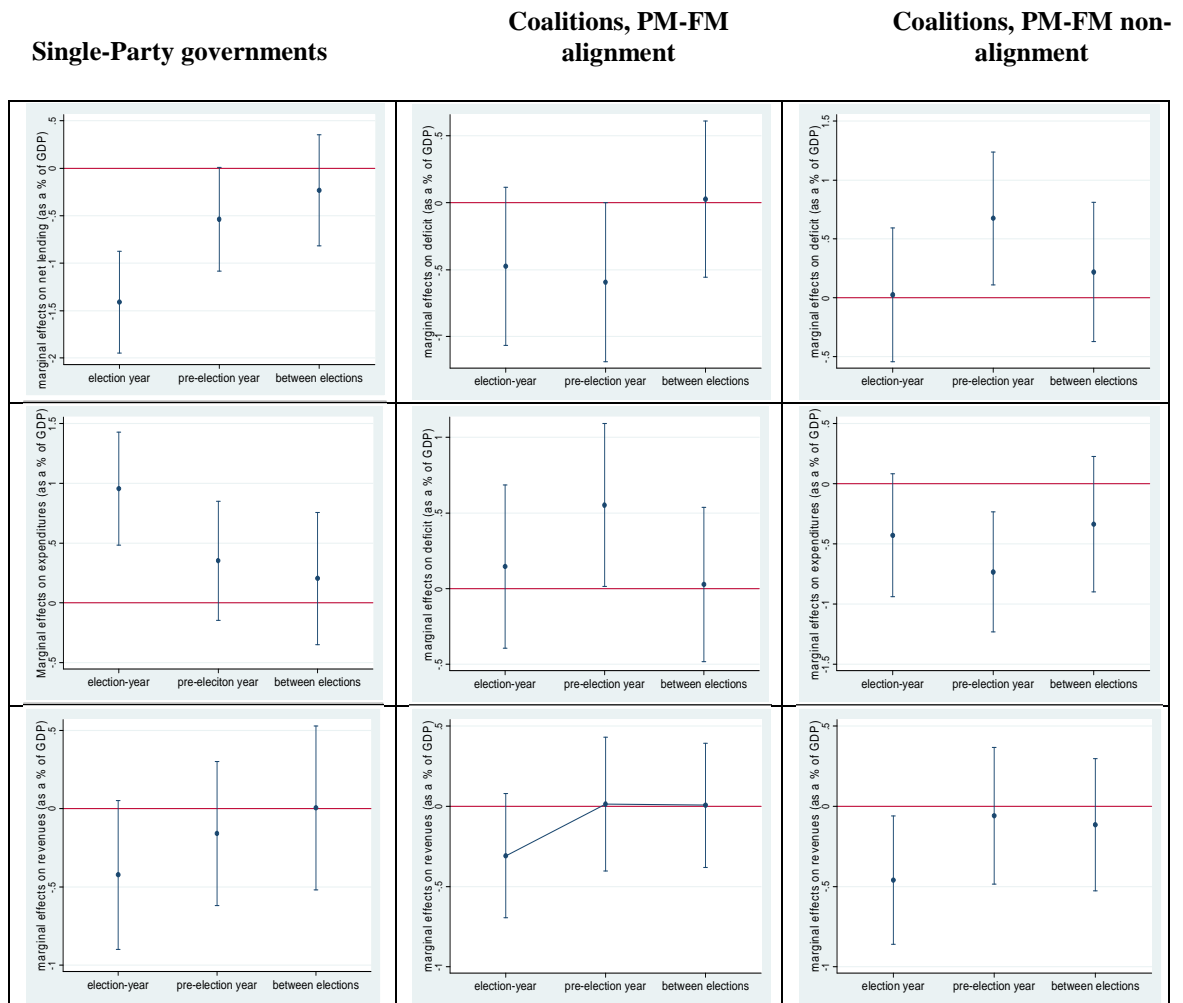 Single-Party governments
Coalitions, PM-FM
alignment
Coalitions, PM-FM non-
alignment
marginal effects on net lending (as a % of GDP)
.5
0
-.5
-1
-1.5
-2
election year pre-election year between elections
marginal effects on deficit (as a % of GDP)
.5
0
-.5
-1
election-year pre-election year between elections
marginal effects on deficit (as a % of GDP)
1.5
1
.5
0
-.5
election-year pre-election year between elections
Marginal effects on expenditures (as a % of GDP)
1.5
1
.5
0
-.5
election-year pre-eleciton year between elections
marginal effects on deficit (as a % of GDP)
1
.5
0
-.5
election-year pre-election year between elections
marginal effects on expenditures (as a % of GDP)
.5
0
-.5
-1
-1.5
election-year pre-election year between elections
marginal effects on revenues (as a % of GDP)
.5
0
-.5
-1
election-year pre-election year between elections
marginal effects on revenues (as a % of GDP)
.5
0
-.5
-1
election-year pre-election year between elections
marginal effects on revenues (as a % of GDP)
.5
0
-.5
-1
election year pre-election year between elections